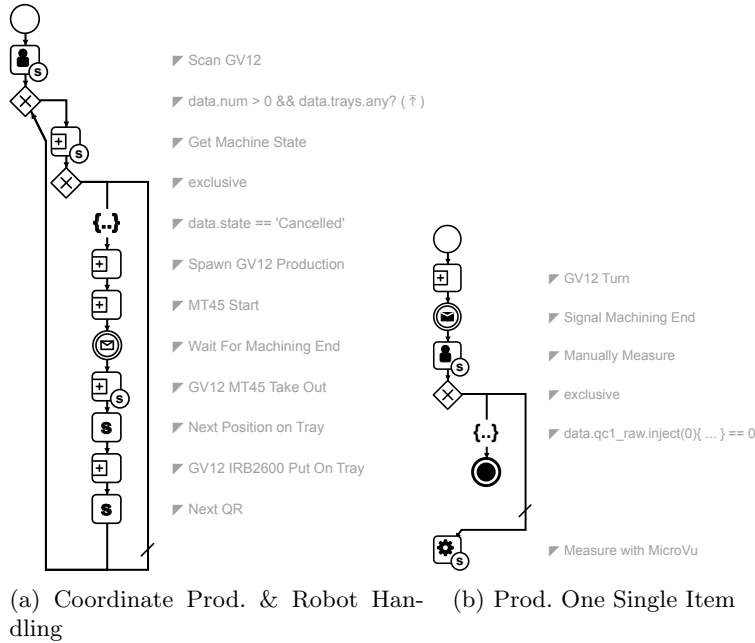 Scan GV12
data.num > 0 && data.trays.any? ( ⤒ )
Get Machine State
exclusive
data.state == 'Cancelled'
Spawn GV12 Production
MT45 Start
Wait For Machining End
GV12 MT45 Take Out
Next Position on Tray
GV12 IRB2600 Put On Tray
Next QR
S
S
{..}
S
S
S
GV12 Turn
Signal Machining End
Manually Measure
exclusive
data.qc1_raw.inject(0){ ... } == 0
Measure with MicroVu
S
{..}
S
(a) Coordinate Prod. & Robot Han-
dling
(b) Prod. One Single Item